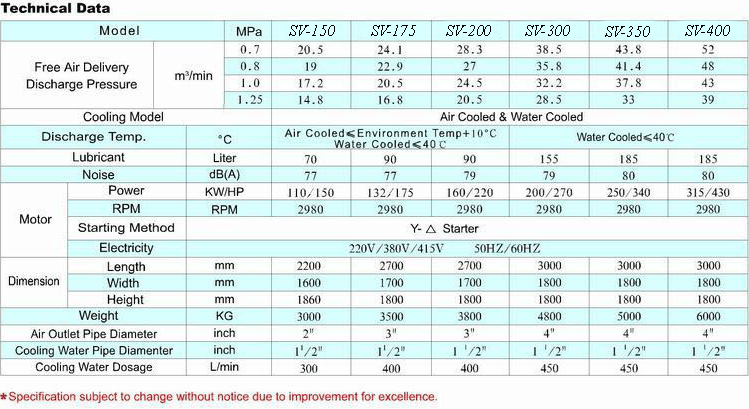 Technical Data
Model MPa SV-150 SV-175 SV-200 SV-300 SV-350 SV-400
Free Air Delivery Discharge Pressure m³/min 0.7 20.5 24.1 28.3 38.5 43.8 52
0.8 19 22.9 27 35.8 41.4 48
1.0 17.2 20.5 24.5 32.2 37.8 43
1.25 14.8 16.8 20.5 28.5 33 39
Cooling Model Air Cooled & Water Cooled
Discharge Temp. °C Air Cooled≤Environment Temp+10°C Water Cooled≤40℃ Water Cooled≤40℃
Lubricant Liter 70 90 90 155 185 185
Noise dB(A) 77 77 79 79 80 80
Motor Power KW/HP 110/150 132/175 160/220 200/270 250/340 315/430
RPM RPM 2980 2980 2980 2980 2980 2980
Starting Method Y-△ Starter
Electricity 220V/380V/415V 50HZ/60HZ
Dimension Length mm 2200 2700 2700 3000 3000 3000
Width mm 1600 1700 1700 1800 1800 1800
Height mm 1860 1800 1800 1800 1800 1800
Weight KG 3000 3500 3800 4800 5000 6000
Air Outlet Pipe Diameter inch 2" 3" 3" 4" 4" 4"
Cooling Water Pipe Diamenter inch 1¹/2" 1¹/2" 1 ¹/2" 1 ¹/2" 1 ¹/2" 1 ¹/2"
Cooling Water Dosage L/min 300 400 400 450 450 450
*Specification subject to change without notice due to improvement for excellence.